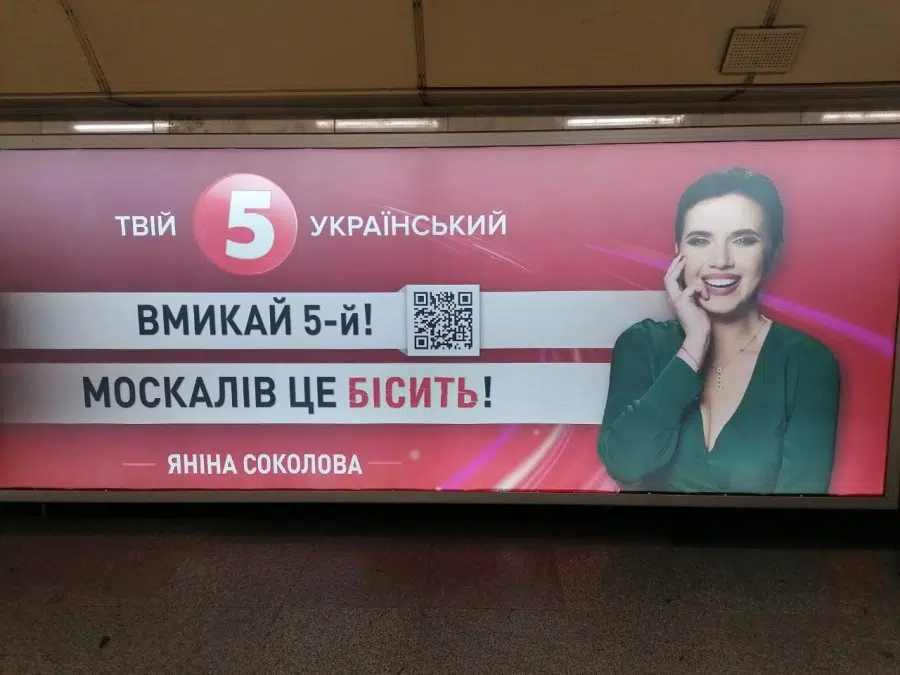 ТВІЙ 5 УКРАЇНСЬКИЙ
ВМИКАЙ 5-й!
МОСКАЛІВ ЦЕ БІСИТЬ!
ЯНІНА СОКОЛОВА